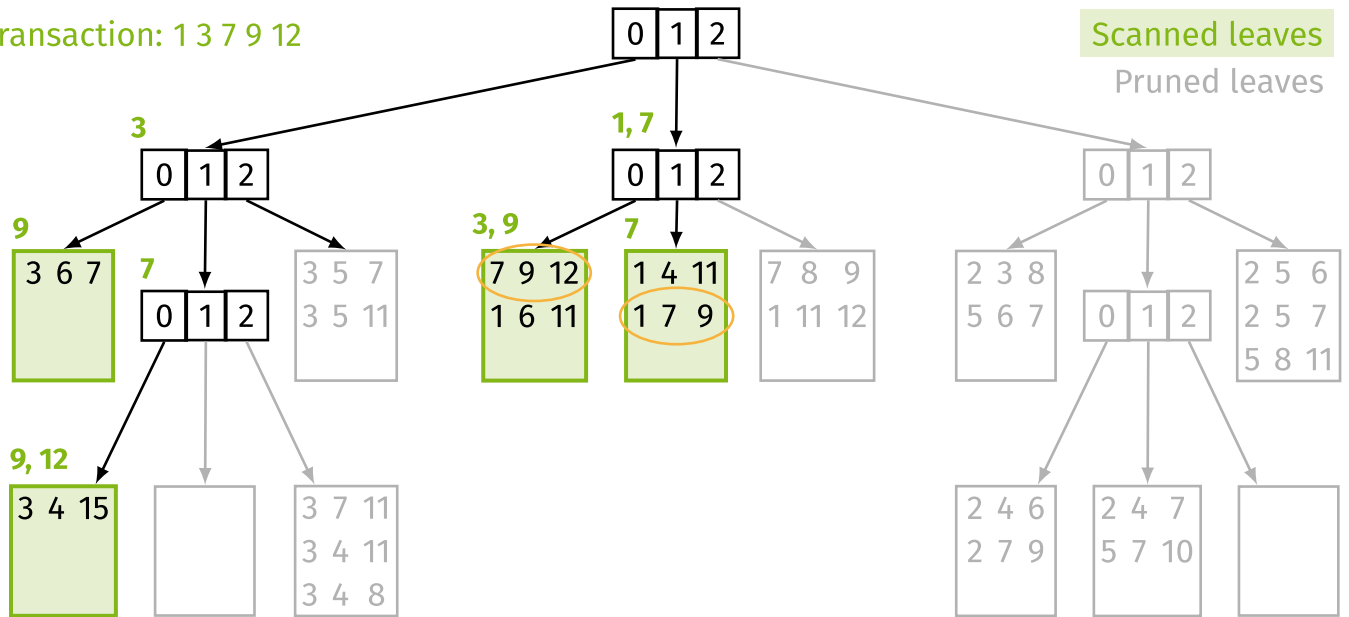 ransaction: 1 3 7 9 12
0 1 2
Scanned leaves
Pruned leaves
3
1, 7
0 1 2
0 1 2
0 1 2
9
7
3, 9
7
3 6 7
3 5 7
3 5 11
7 9 12
1 6 11
1 4 11
1 7 9
7 8 9
1 11 12
2 3 8
5 6 7
2 5 6
2 5 7
5 8 11
0 1 2
0 1 2
9, 12
3 4 15
3 7 11
3 4 11
3 4 8
2 4 6
2 7 9
2 4 7
5 7 10